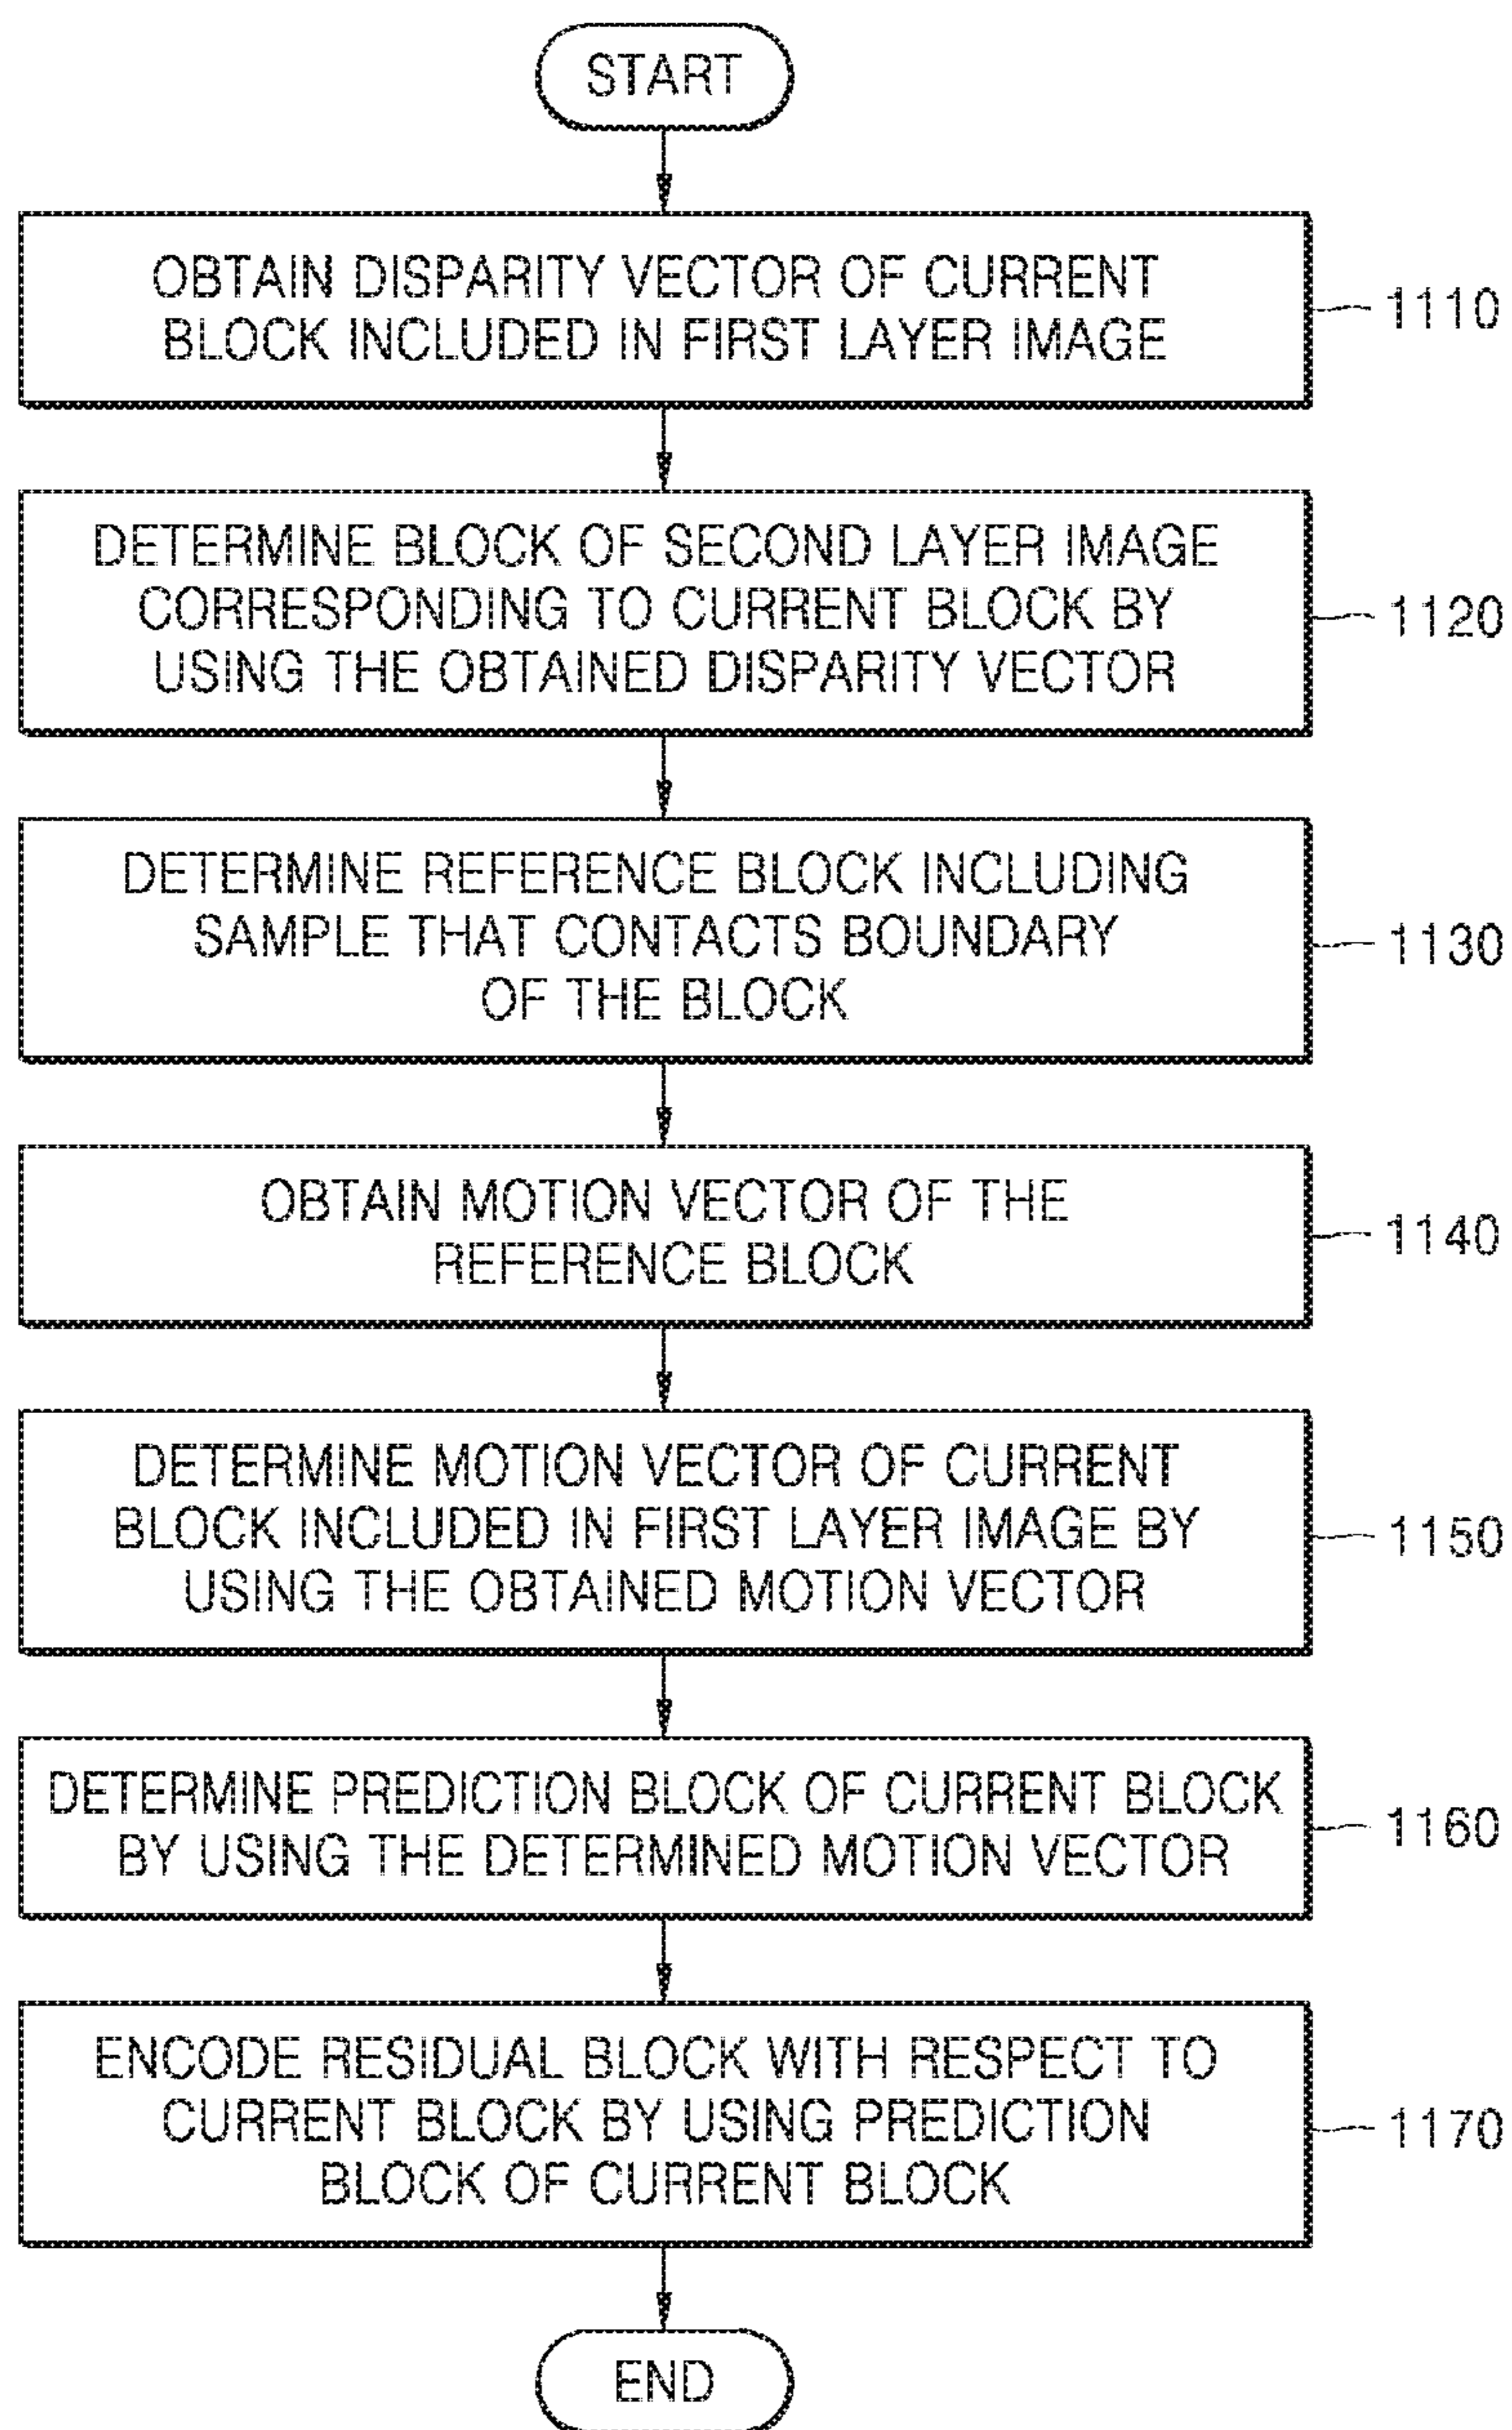 START
OBTAIN DISPARITY VECTOR OF CURRENT
BLOCK INCLUDED IN FIRST LAYER IMAGE
1110
DETERMINE BLOCK OF SECOND LAYER IMAGE
CORRESPONDING TO CURRENT BLOCK BY
USING THE OBTAINED DISPARITY VECTOR
1120
DETERMINE REFERENCE BLOCK INCLUDING
SAMPLE THAT CONTACTS BOUNDARY
OF THE BLOCK
1130
OBTAIN MOTION VECTOR OF THE
REFERENCE BLOCK
1140
DETERMINE MOTION VECTOR OF CURRENT
BLOCK INCLUDED IN FIRST LAYER IMAGE BY
USING THE OBTAINED MOTION VECTOR
1150
DETERMINE PREDICTION BLOCK OF CURRENT BLOCK
BY USING THE DETERMINED MOTION VECTOR
1160
ENCODE RESIDUAL BLOCK WITH RESPECT TO
CURRENT BLOCK BY USING PREDICTION
BLOCK OF CURRENT BLOCK
1170
END